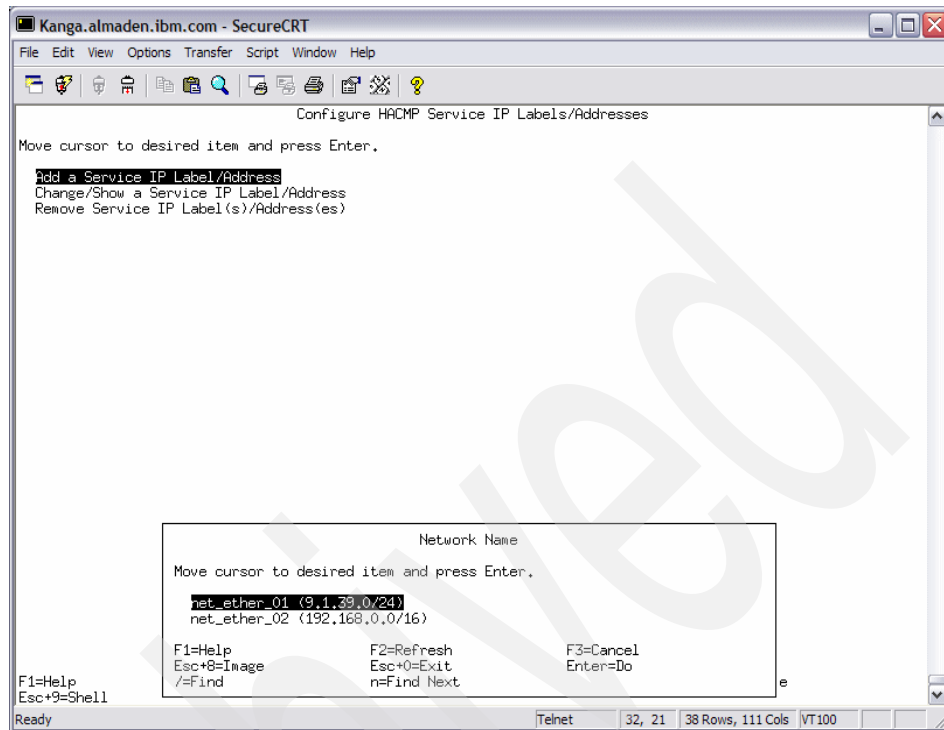 Kanga.almaden.ibm.com - SecureCRT
File Edit View Options Transfer Script Window Help
Configure HACMP Service IP Labels/Addresses
Move cursor to desired item and press Enter.
Add a Service IP Label/Address
Change/Show a Service IP Label/Address
Remove Service IP Label(s)/Address(es)
Network Name
Move cursor to desired item and press Enter.
net_ether_01 (9.1.39.0/24)
net_ether_02 (192.168.0.0/16)
F1=Help F2=Refresh F3=Cancel
Esc+8=Image Esc+0=Exit Enter=Do
/=Find n=Find Next
F1=Help e
Esc+9=Shell
Ready Telnet 32, 21 38 Rows, 111 Cols VT100
hived